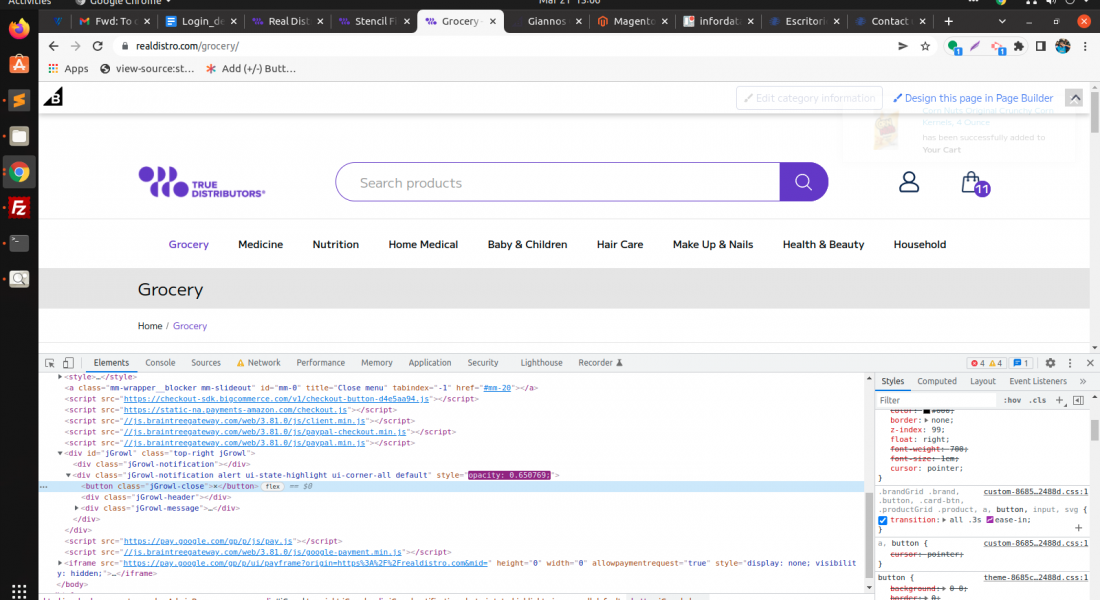 Activities
Google Chrome
Mar 21 13:00
Fwd: To c
Login_de
Real Dist
Stencil Fi
Grocery-
Giannos
Magento
infordata
Escritori
Contact
realdistro.com/grocery/
Apps
view-source:st...
Add (+/-) Butt...
Edit category information
Design this page in Page Builder
Kernels, 4 Ounce
has been successfully added to
Your Cart.
TRUE
DISTRIBUTORS®
Search products
11
Grocery
Medicine
Nutrition
Home Medical
Baby & Children
Hair Care
Make Up & Nails
Health & Beauty
Household
Grocery
Home / Grocery
Elements Console Sources Network Performance Memory Application Security Lighthouse Recorder 4 4 1
<style>…</style>
<a class="mm-wrapper__blocker mm-slideout" id="mm-0" title="Close menu" tabindex="-1" href="#mm-20"></a>
<script src="https://checkout-sdk.bigcommerce.com/v1/checkout-button-d4e5aa94.js"></script>
<script src="https://static-na.payments-amazon.com/checkout.js"></script>
<script src="//js.braintreegateway.com/web/3.81.0/js/client.min.js"></script>
<script src="//js.braintreegateway.com/web/3.81.0/js/paypal-checkout.min.js"></script>
<script src="//js.braintreegateway.com/web/3.81.0/js/paypal.min.js"></script>
<div id="jGrowl" class="top-right jGrowl">
<div class="jGrowl-notification"></div>
<div class="jGrowl-notification alert ui-state-highlight ui-corner-all default" style="opacity: 0.650769;">
<button class="jGrowl-close">×</button> flex == $0
<div class="jGrowl-header"></div>
<div class="jGrowl-message">…</div>
</div>
</div>
<script src="https://pay.google.com/gp/p/js/pay.js"></script>
<script src="//js.braintreegateway.com/web/3.81.0/js/google-payment.min.js"></script>
<iframe src="https://pay.google.com/gp/p/ui/payframe?origin=https%3A%2F%2Frealdistro.com&mid=" height="0" width="0" allowpaymentrequest="true" style="display: none; visibili
ty: hidden;">…</iframe>
</body>
Styles Computed Layout Event Listeners »
Filter :hov .cls +
color: #000;
border: none;
z-index: 99;
float: right;
font-weight: 700;
font-size: 1em;
cursor: pointer;
}
.brandGrid .brand, custom-8685…2488d.css:1
.button, .card-btn,
.productGrid .product, a, button, input, svg {
transition: all .3s ease-in;
}
a, button { custom-8685…2488d.css:1
cursor: pointer;
}
button { theme-8685c…2488d.css:1
background: 0 0;
border: 0;